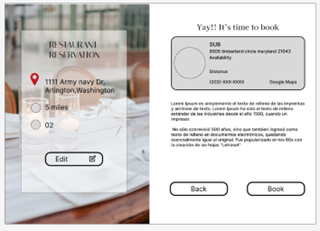 RESTAURANT
RESERVATION
1111 Army navy Dr,
Arlington,Washington
5 miles
02
Edit
Yay!! It's time to book
SUB
5505 timberland circle maryland 21043
Availability
Distance
(203) XXX-XXXX
Google Maps
Lorem Ipsum es simplemente el texto de relleno de las imprentas
y archivos de texto. Lorem Ipsum ha sido el texto de relleno
estándar de las industrias desde el año 1500, cuando un
impresor.
No sólo sobrevivió 500 años, sino que también ingresó como
texto de relleno en documentos electrónicos, quedando
esencialmente igual al original. Fue popularizado en los 60s con
la creación de las hojas "Letraset"
Back
Book